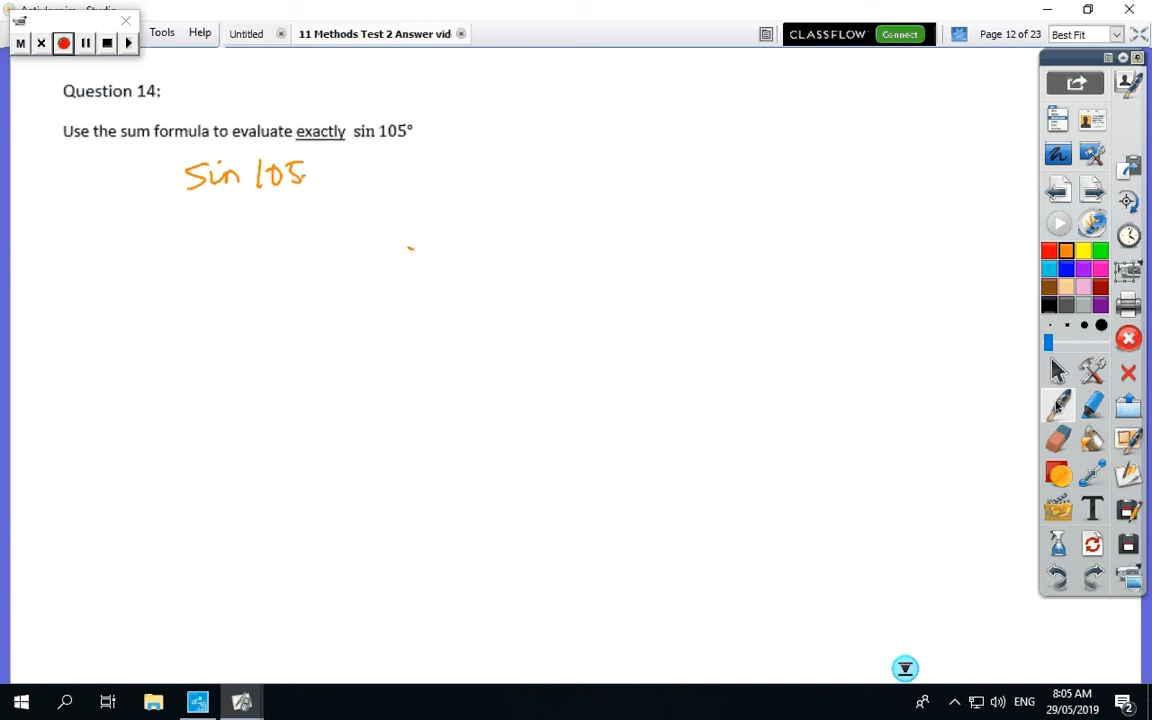 Tools Help Untitled 11 Methods Test 2 Answer vid CLASSFLOW Connect Page 12 of 23 Best Fit
M
Question 14:
Use the sum formula to evaluate exactly sin 105°
sin 105
T
8:05 AM
ENG
29/05/2019
2